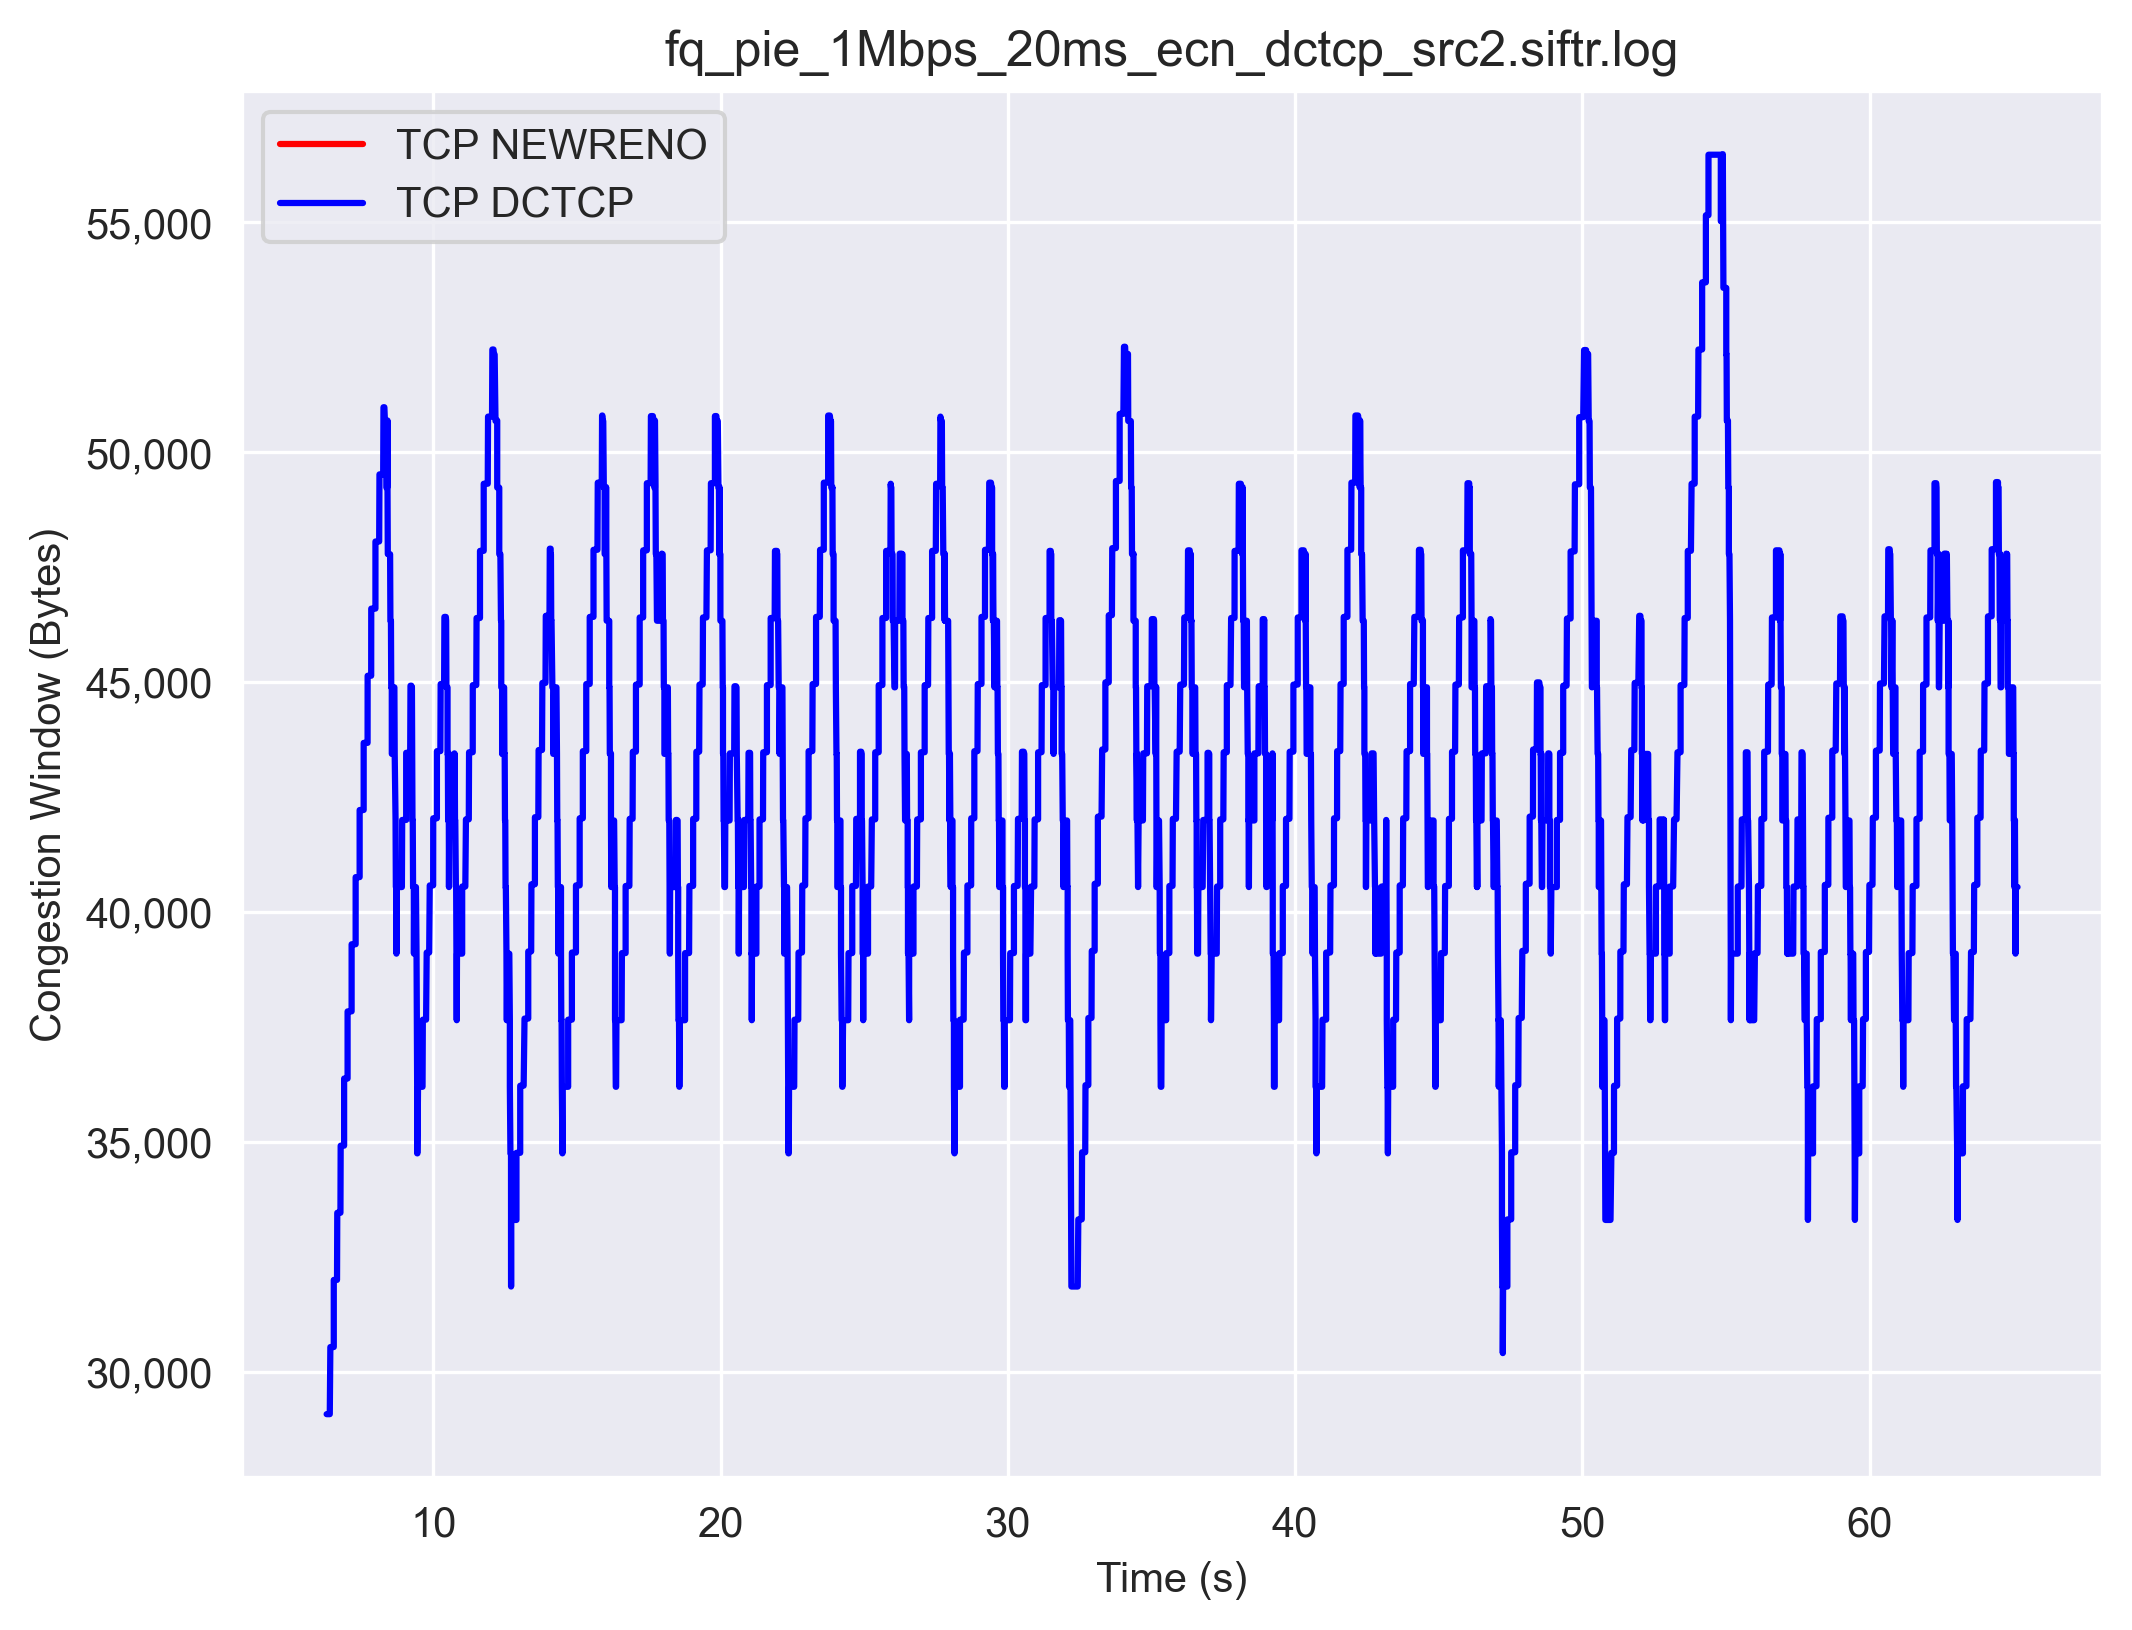 fq_pie_1Mbps_20ms_ecn_dctcp_src2.siftr.log
TCP NEWRENO
TCP DCTCP
55,000
50,000
45,000
40,000
35,000
30,000
Congestion Window (Bytes)
10 20 30 40 50 60
Time (s)